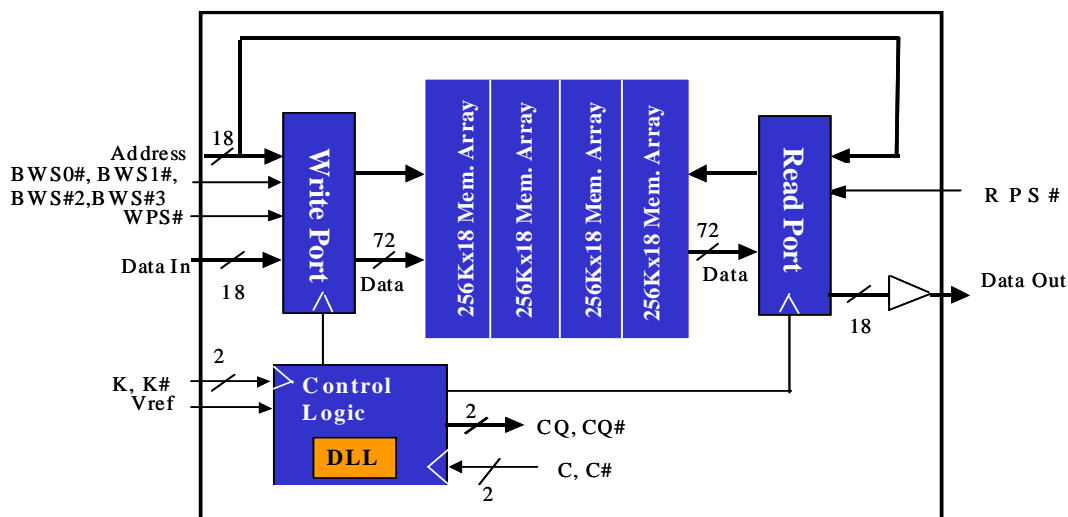 18
Address
BWS0#, BWS1#,
BWS#2,BWS#3
WPS#
Data In
18
Write Port
72
Data
256Kx18 Mem. Array
256Kx18 Mem. Array
256Kx18 Mem. Array
256Kx18 Mem. Array
72
Data
Read Port
R P S #
Data Out
18
2
K, K#
Vref
Control
Logic
DLL
2
CQ, CQ#
C, C#
2